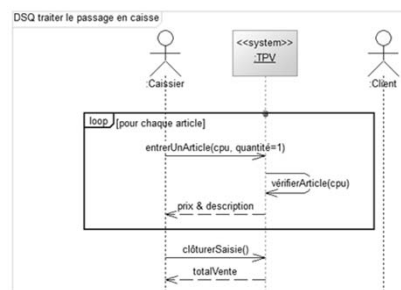 DSQ traiter le passage en caisse
<<system>>
:TPV
:Caissier
:Client
loop [pour chaque article]
entrerUnArticle(cpu, quantité=1)
vérifierArticle(cpu)
prix & description
clôturerSaisie()
totalVente